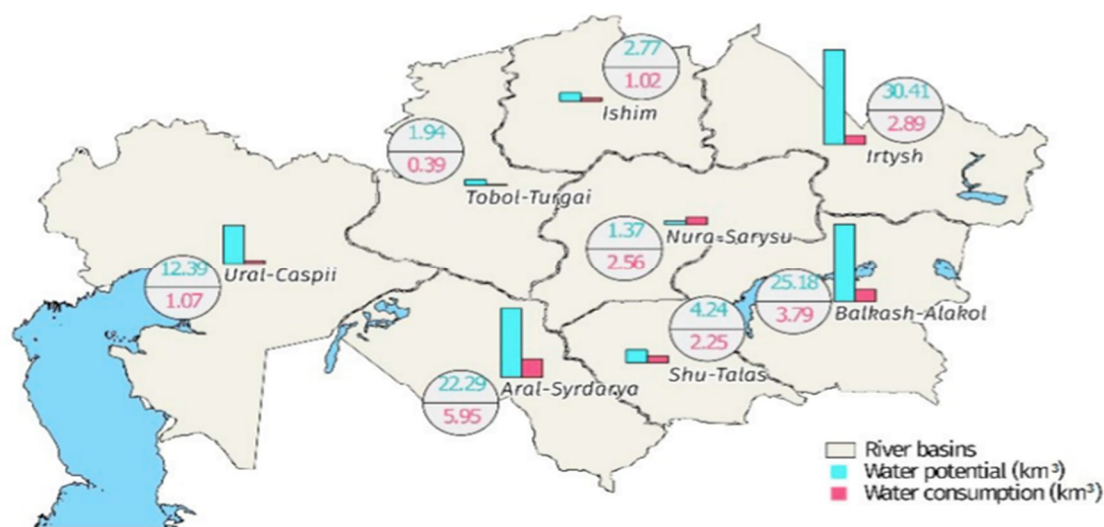 2.77
1.02
Ishim
30.41
2.89
Irtysh
1.94
0.39
Tobol-Turgai
1.37
2.56
Nura-Sarysu
12.39
1.07
Ural-Caspii
25.18
3.79
Balkash-Alakol
4.24
2.25
Shu-Talas
22.29
5.95
Aral-Syrdarya
River basins
Water potential (km³)
Water consumption (km³)